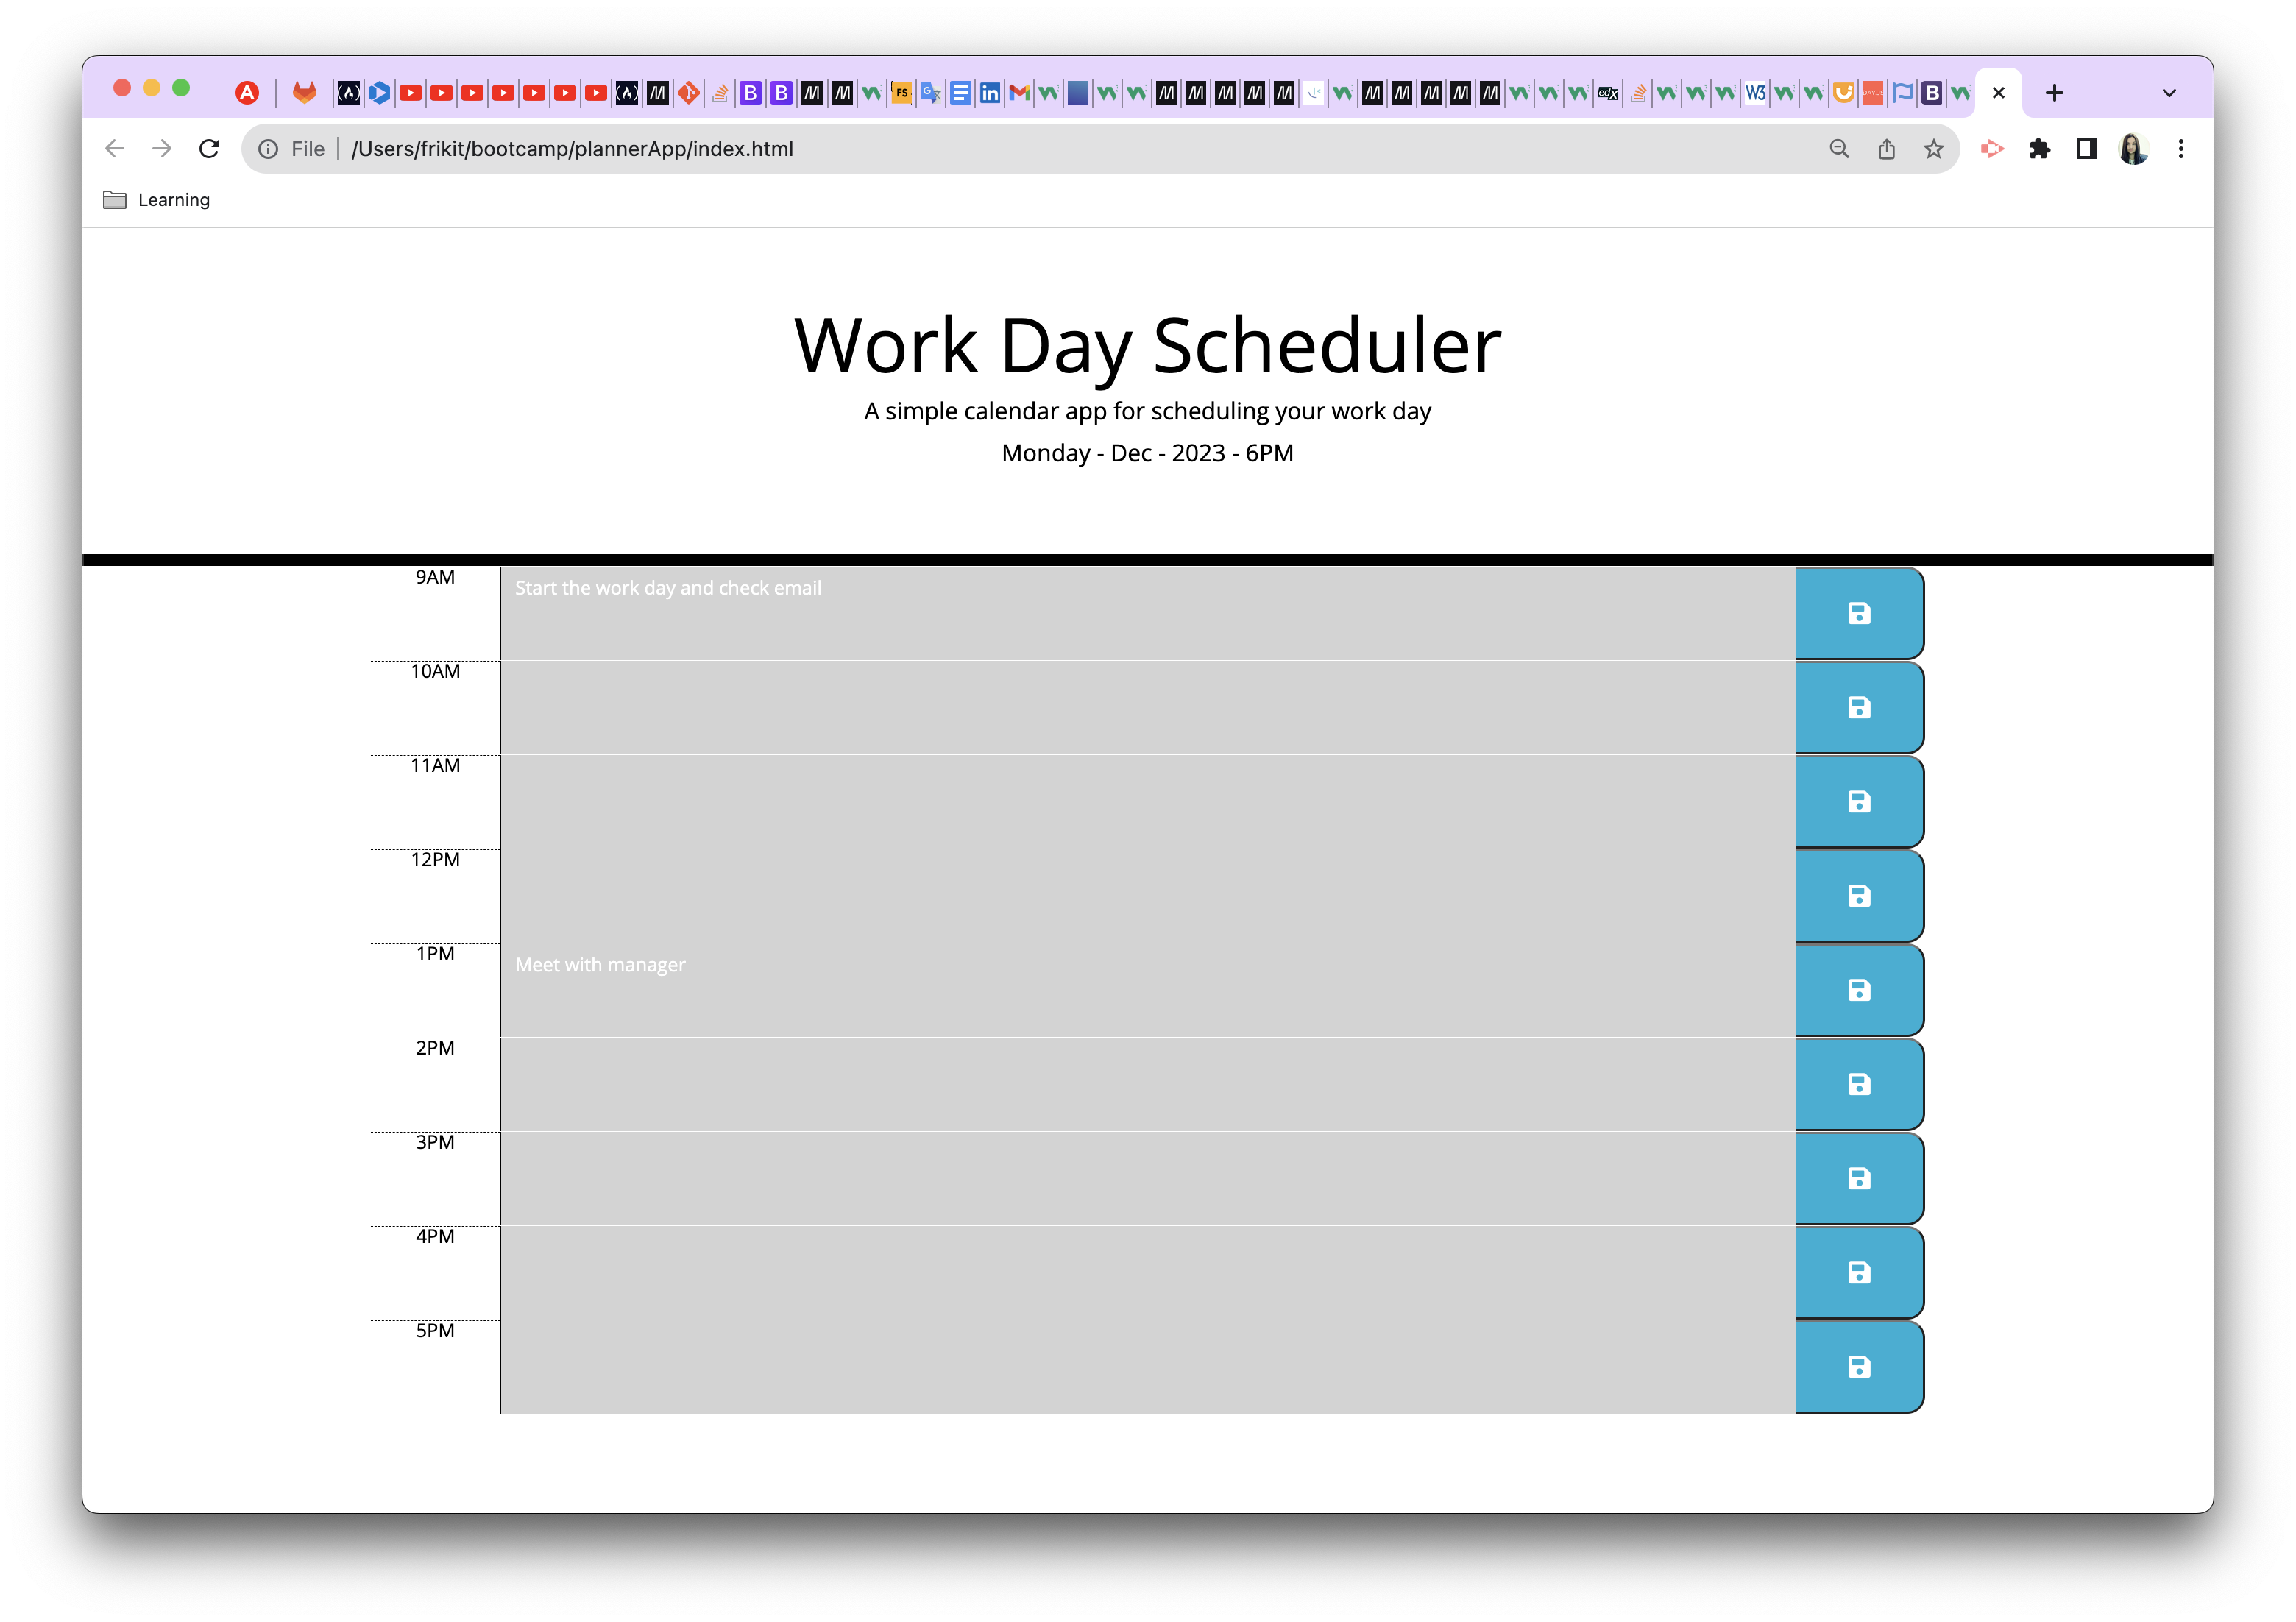 File /Users/frikit/bootcamp/plannerApp/index.html
Learning
Work Day Scheduler
A simple calendar app for scheduling your work day
Monday - Dec - 2023 - 6PM
9AM Start the work day and check email
10AM
11AM
12PM
1PM Meet with manager
2PM
3PM
4PM
5PM